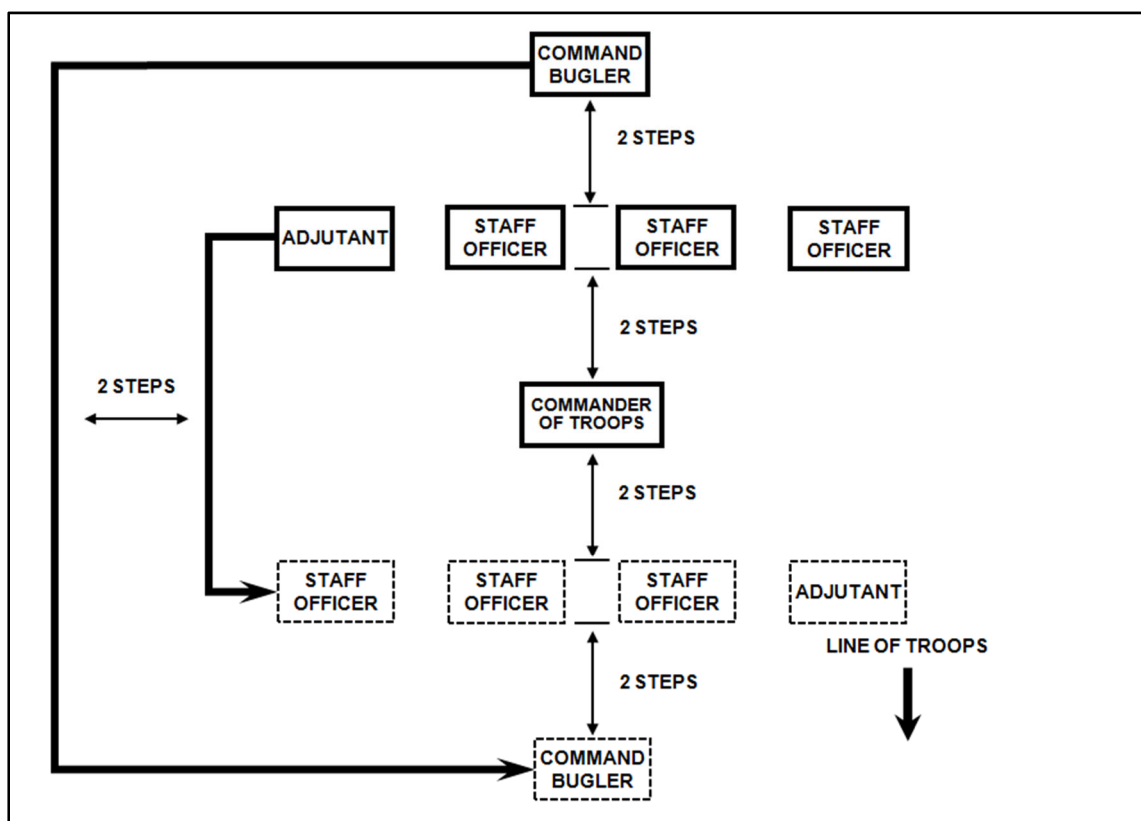 COMMAND
BUGLER
2 STEPS
ADJUTANT
STAFF
OFFICER
STAFF
OFFICER
STAFF
OFFICER
2 STEPS
2 STEPS
COMMANDER
OF TROOPS
2 STEPS
STAFF
OFFICER
STAFF
OFFICER
STAFF
OFFICER
ADJUTANT
LINE OF TROOPS
2 STEPS
COMMAND
BUGLER